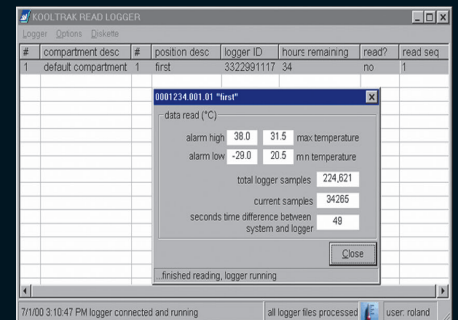 KOOLTRAK READ LOGGER
Logger Options Diskette
# compartment desc # position desc logger ID hours remaining read? read seq
1 default compartment 1 first 3322991117 34 no 1
0001234.001.01 "first"
data read (°C)
alarm high 38.0 31.5 max temperature
alarm low -29.0 20.5 min temperature
total logger samples 224,621
current samples 34265
seconds time difference between
system and logger 49
Close
...finished reading, logger running
7/1/00 3:10:47 PM logger connected and running all logger files processed user: roland